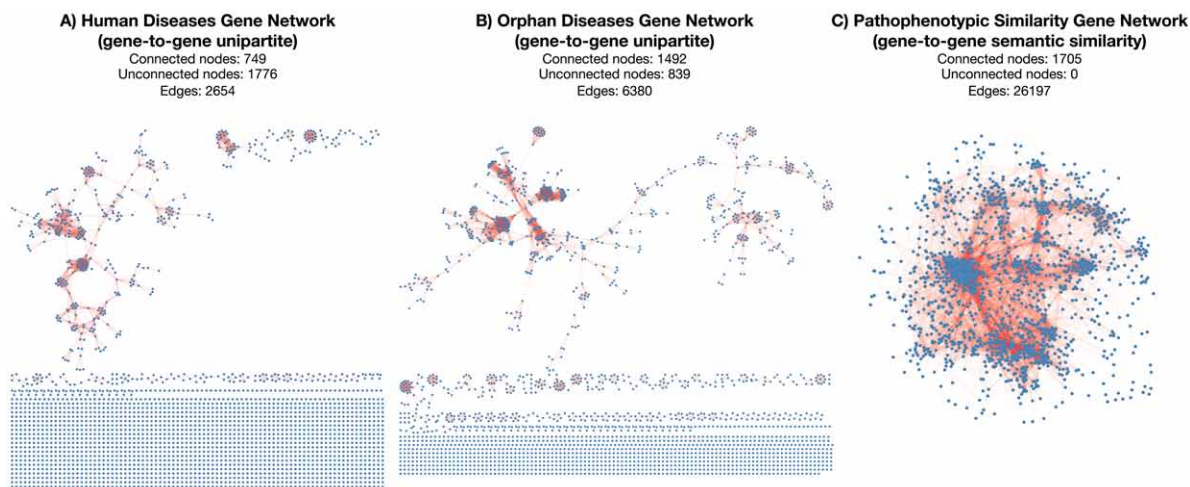 A) Human Diseases Gene Network
(gene-to-gene unipartite)
Connected nodes: 749
Unconnected nodes: 1776
Edges: 2654
B) Orphan Diseases Gene Network
(gene-to-gene unipartite)
Connected nodes: 1492
Unconnected nodes: 839
Edges: 6380
C) Pathophenotypic Similarity Gene Network
(gene-to-gene semantic similarity)
Connected nodes: 1705
Unconnected nodes: 0
Edges: 26197